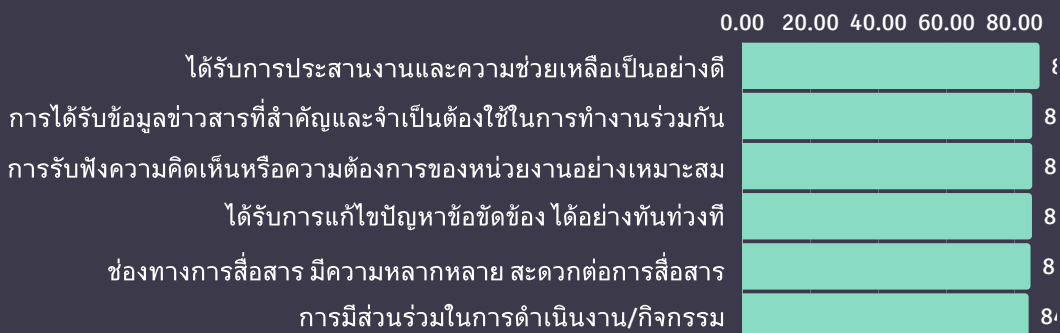 0.00 20.00 40.00 60.00 80.00
ได้รับการประสานงานและความช่วยเหลือเป็นอย่างดี
การได้รับข้อมูลข่าวสารที่สำคัญและจำเป็นต้องใช้ในการทำงานร่วมกัน
การรับฟังความคิดเห็นหรือความต้องการของหน่วยงานอย่างเหมาะสม
ได้รับการแก้ไขปัญหาข้อขัดข้อง ได้อย่างทันท่วงที
ช่องทางการสื่อสาร มีความหลากหลาย สะดวกต่อการสื่อสาร
การมีส่วนร่วมในการดำเนินงาน/กิจกรรม